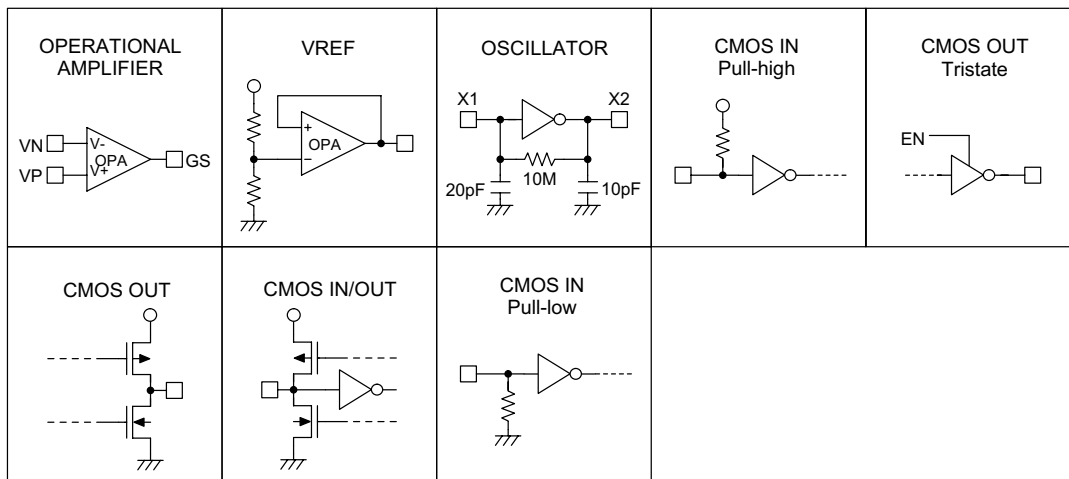 OPERATIONAL
AMPLIFIER
VN
V-
OPA
VP
V+
GS
VREF
+
OPA
−
OSCILLATOR
X1
X2
10M
20pF
10pF
CMOS IN
Pull-high
CMOS OUT
Tristate
EN
CMOS OUT
CMOS IN/OUT
CMOS IN
Pull-low